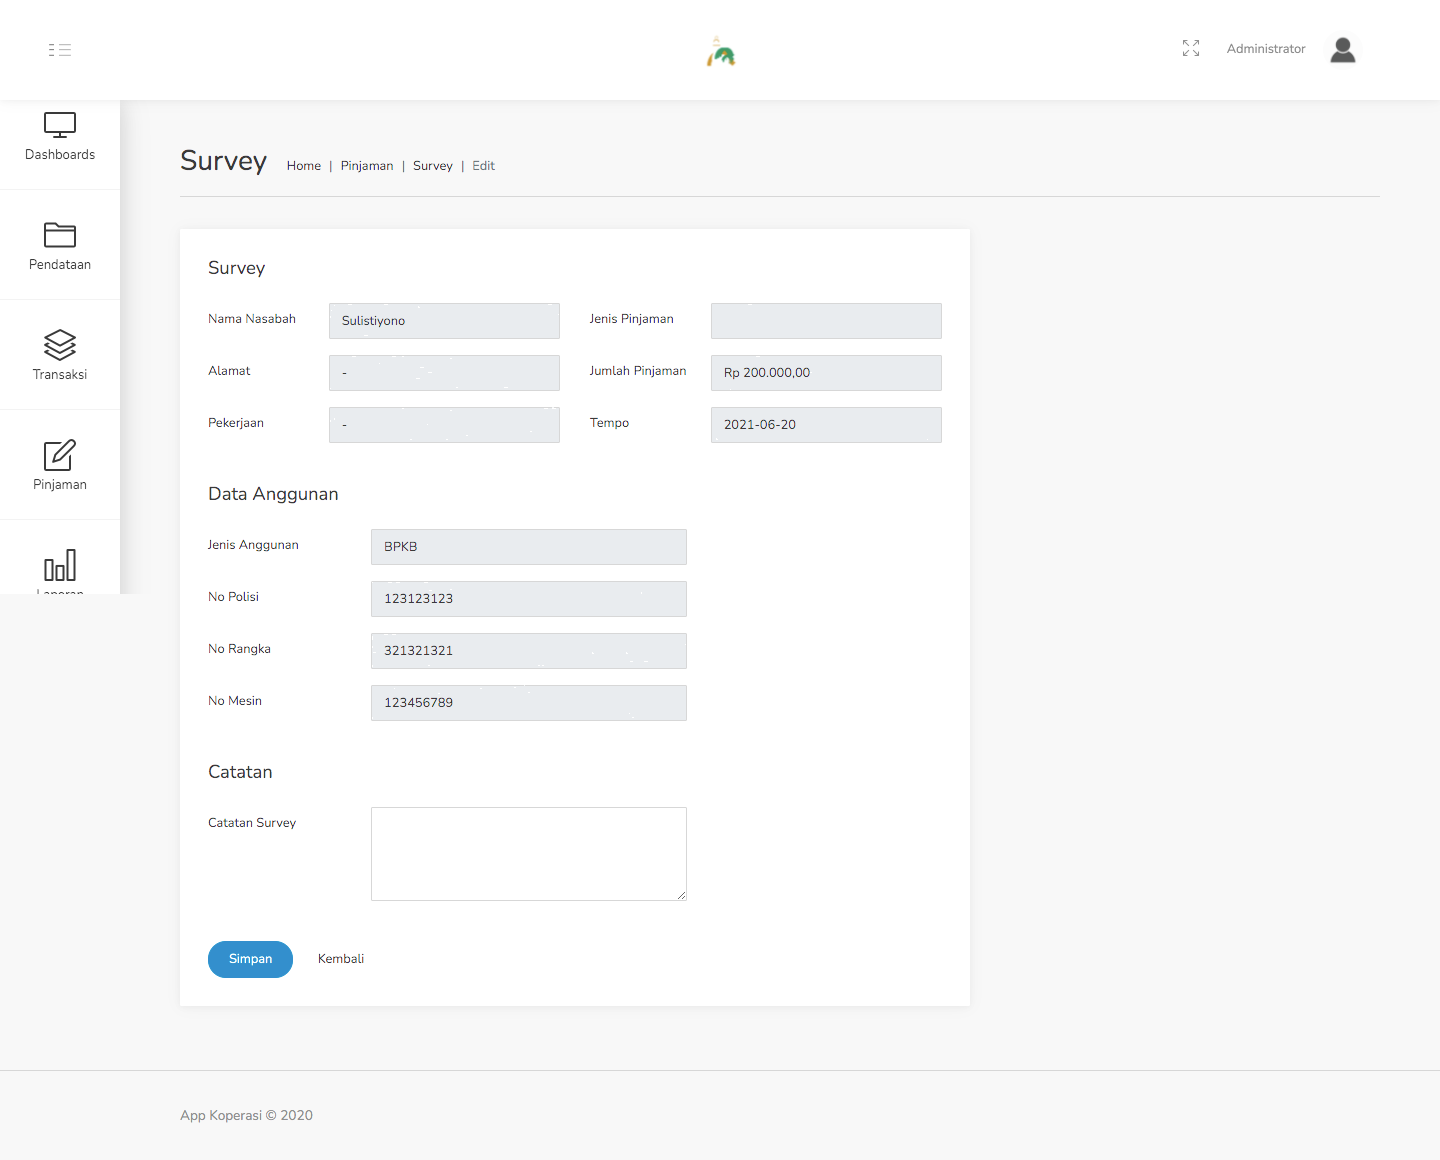 Administrator
Dashboards
Pendataan
Transaksi
Pinjaman
Laporan
Survey
Home | Pinjaman | Survey | Edit
Survey
Nama Nasabah Sulistiyono Jenis Pinjaman
Alamat - Jumlah Pinjaman Rp 200.000,00
Pekerjaan - Tempo 2021-06-20
Data Anggunan
Jenis Anggunan BPKB
No Polisi 123123123
No Rangka 321321321
No Mesin 123456789
Catatan
Catatan Survey
Simpan Kembali
App Koperasi © 2020